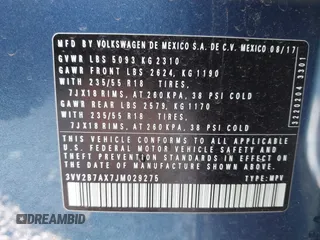 MFD BY VOLKSWAGEN DE MEXICO S.A. DE C.V. MEXICO 08/17
GVWR LBS 5093 KG2310
GAWR FRONT LBS 2624, KG1190
WITH 235/55 R18 TIRES.
7JX18 RIMS, AT 260KPA, 38 PSI COLD
GAWR REAR LBS 2579, KG1170
WITH 235/55 R18 TIRES.
7JX18 RIMS, AT 260KPA, 38 PSI COLD
THIS VEHICLE CONFORMS TO ALL APPLICABLE
FEDERAL MOTOR VEHICLE SAFETY
AND THEFT PREVENTION STANDARDS IN EFFECT ON THE
DATE OF MANUFACTURE SHOWN ABOVE
3VV2B7AX7JM029275 TYPE: MPV
3220204 3301
DREAMBID